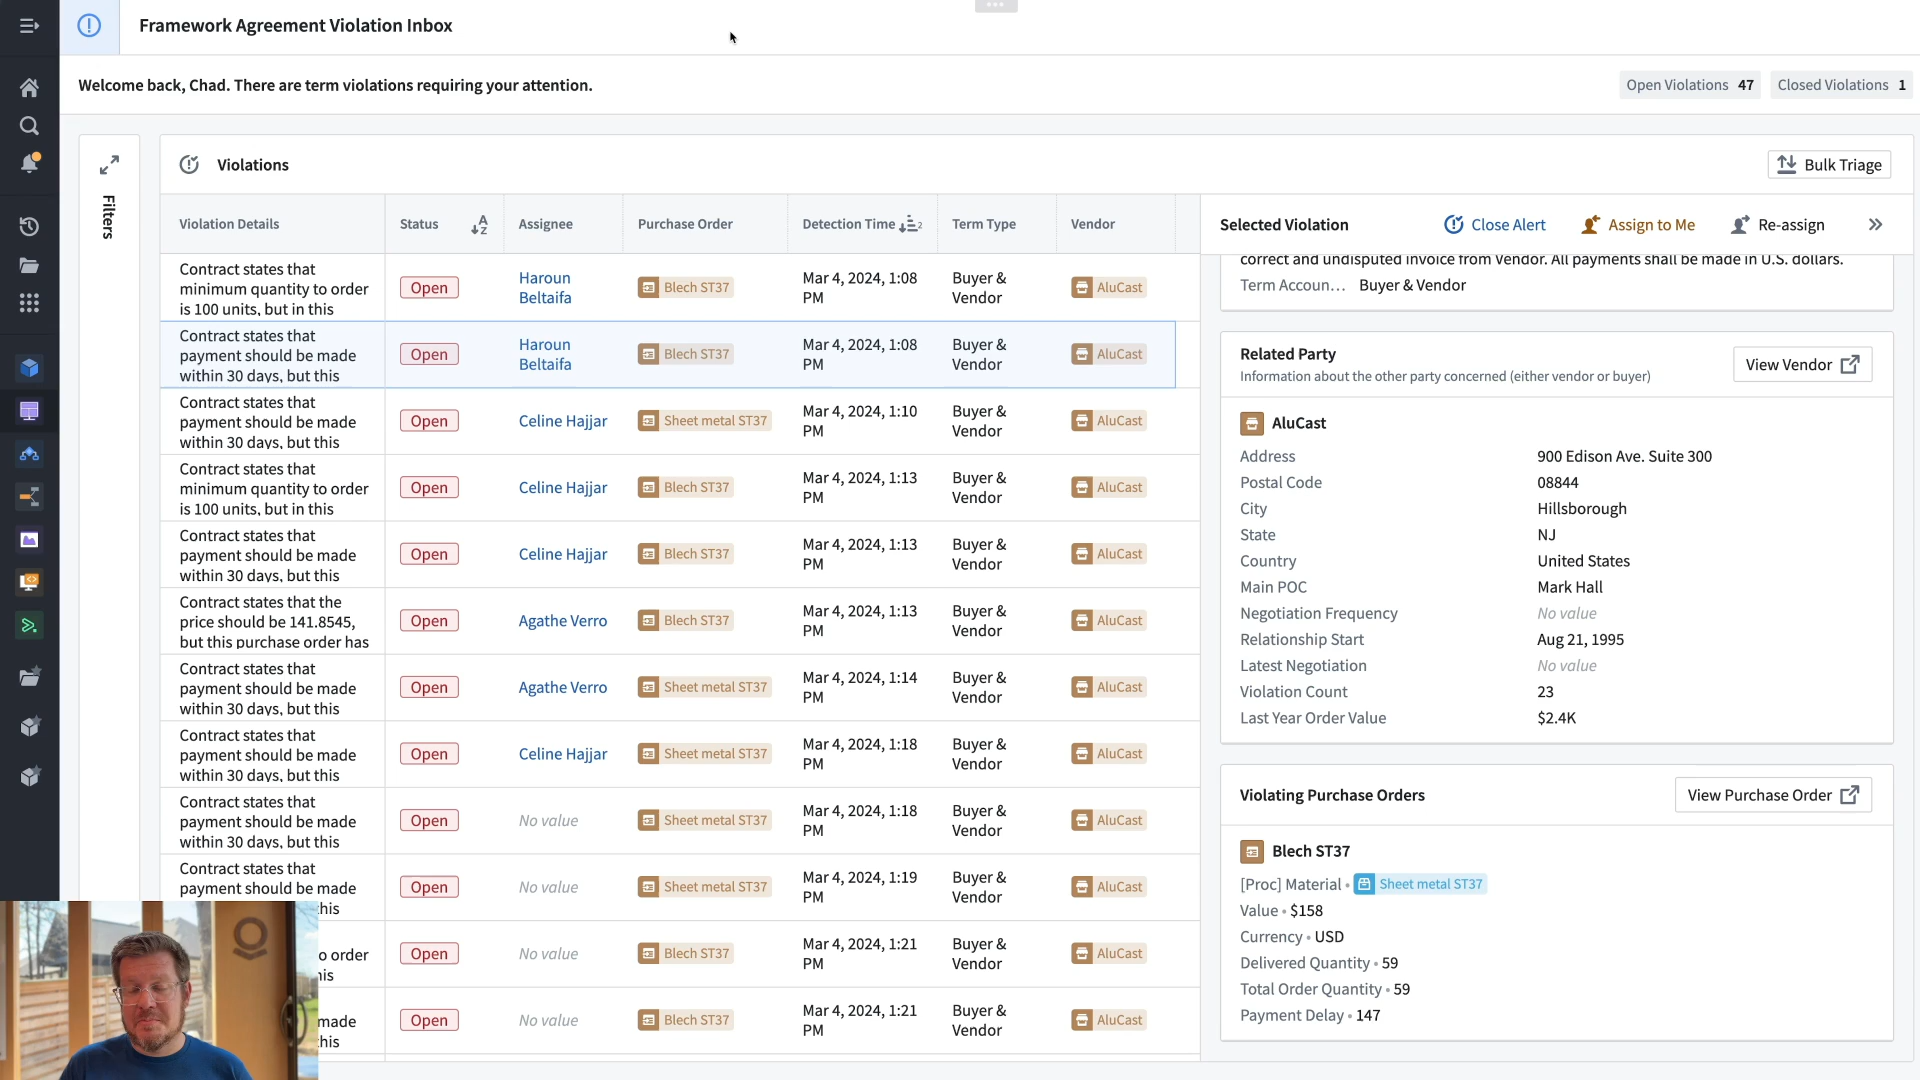 Framework Agreement Violation Inbox
Welcome back, Chad. There are term violations requiring your attention.
Open Violations 47
Closed Violations 1
Filters
Violations
Bulk Triage
Violation Details
Status
Assignee
Purchase Order
Detection Time
2
Term Type
Vendor
Contract states that
minimum quantity to order
is 100 units, but in this
Open
Haroun
Beltaifa
Blech ST37
Mar 4, 2024, 1:08
PM
Buyer &
Vendor
AluCast
Contract states that
payment should be made
within 30 days, but this
Open
Haroun
Beltaifa
Blech ST37
Mar 4, 2024, 1:08
PM
Buyer &
Vendor
AluCast
Contract states that
payment should be made
within 30 days, but this
Open
Celine Hajjar
Sheet metal ST37
Mar 4, 2024, 1:10
PM
Buyer &
Vendor
AluCast
Contract states that
minimum quantity to order
is 100 units, but in this
Open
Celine Hajjar
Blech ST37
Mar 4, 2024, 1:13
PM
Buyer &
Vendor
AluCast
Contract states that
payment should be made
within 30 days, but this
Open
Celine Hajjar
Blech ST37
Mar 4, 2024, 1:13
PM
Buyer &
Vendor
AluCast
Contract states that the
price should be 141.8545,
but this purchase order has
Open
Agathe Verro
Blech ST37
Mar 4, 2024, 1:13
PM
Buyer &
Vendor
AluCast
Contract states that
payment should be made
within 30 days, but this
Open
Agathe Verro
Sheet metal ST37
Mar 4, 2024, 1:14
PM
Buyer &
Vendor
AluCast
Contract states that
payment should be made
within 30 days, but this
Open
Celine Hajjar
Sheet metal ST37
Mar 4, 2024, 1:18
PM
Buyer &
Vendor
AluCast
Contract states that
payment should be made
within 30 days, but this
Open
No value
Sheet metal ST37
Mar 4, 2024, 1:18
PM
Buyer &
Vendor
AluCast
Contract states that
payment should be made
this
Open
No value
Sheet metal ST37
Mar 4, 2024, 1:19
PM
Buyer &
Vendor
AluCast
o order
his
Open
No value
Blech ST37
Mar 4, 2024, 1:21
PM
Buyer &
Vendor
AluCast
made
this
Open
No value
Blech ST37
Mar 4, 2024, 1:21
PM
Buyer &
Vendor
AluCast
Selected Violation
Close Alert
Assign to Me
Re-assign
correct and undisputed invoice from Vendor. All payments shall be made in U.S. dollars.
Term Accoun… Buyer & Vendor
Related Party
Information about the other party concerned (either vendor or buyer)
View Vendor
AluCast
Address 900 Edison Ave. Suite 300
Postal Code 08844
City Hillsborough
State NJ
Country United States
Main POC Mark Hall
Negotiation Frequency No value
Relationship Start Aug 21, 1995
Latest Negotiation No value
Violation Count 23
Last Year Order Value $2.4K
Violating Purchase Orders
View Purchase Order
Blech ST37
[Proc] Material • Sheet metal ST37
Value • $158
Currency • USD
Delivered Quantity • 59
Total Order Quantity • 59
Payment Delay • 147